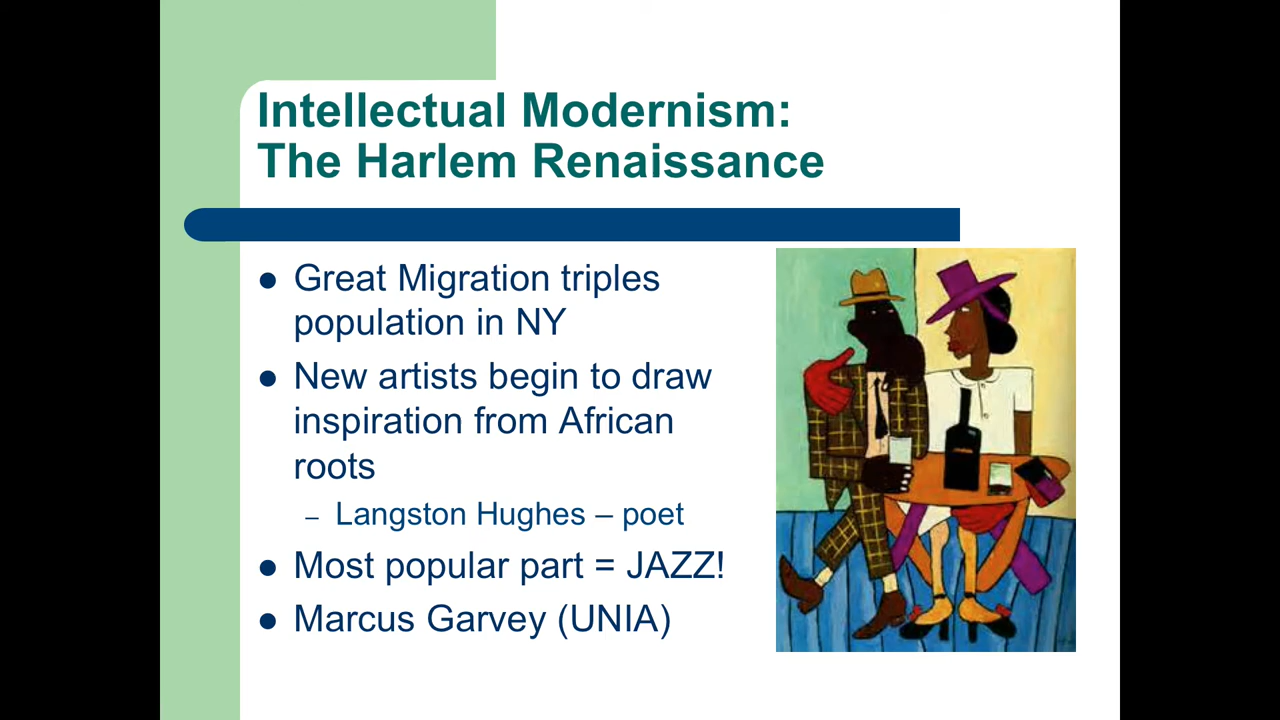 Intellectual Modernism:
The Harlem Renaissance
● Great Migration triples
population in NY
● New artists begin to draw
inspiration from African
roots
– Langston Hughes – poet
● Most popular part = JAZZ!
● Marcus Garvey (UNIA)